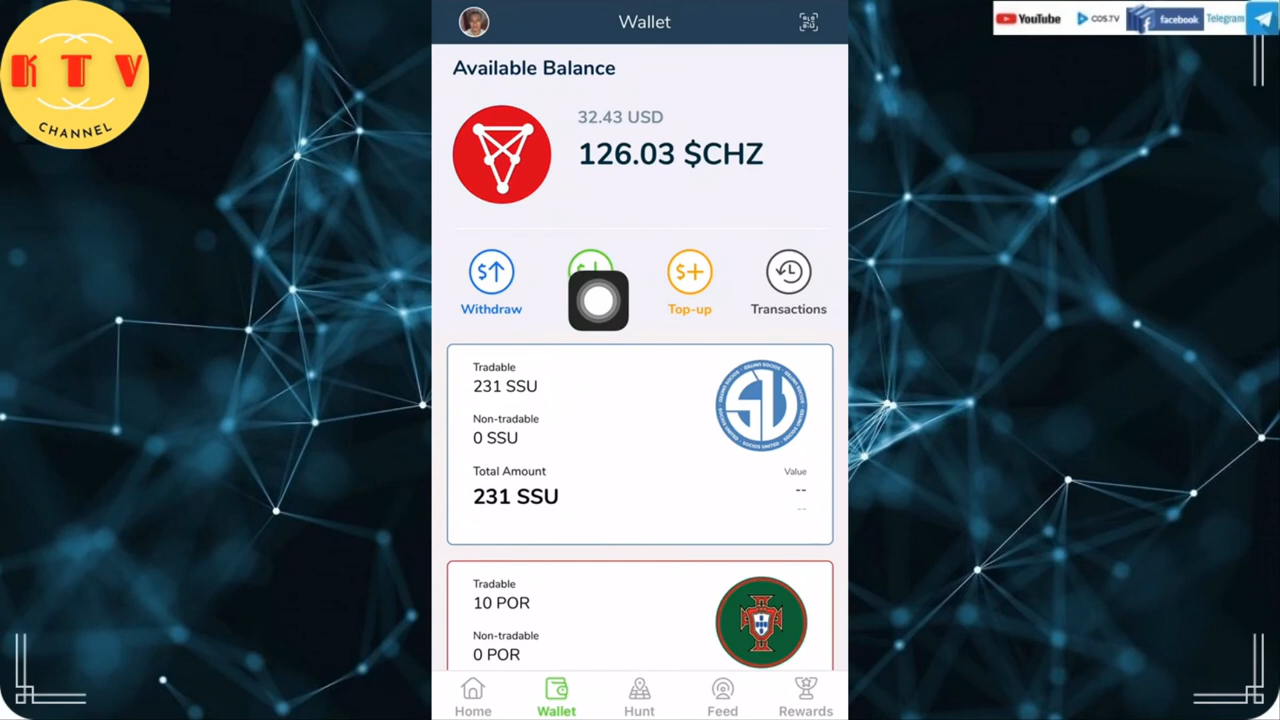 KTV
CHANNEL
YouTube
COS.TV
facebook
Telegram
Wallet
Available Balance
32.43 USD
126.03 $CHZ
Withdraw
Top-up
Transactions
Tradable
231 SSU
Non-tradable
0 SSU
Total Amount
231 SSU
Value
--
--
SU
Tradable
10 POR
Non-tradable
0 POR
Home
Wallet
Hunt
Feed
Rewards